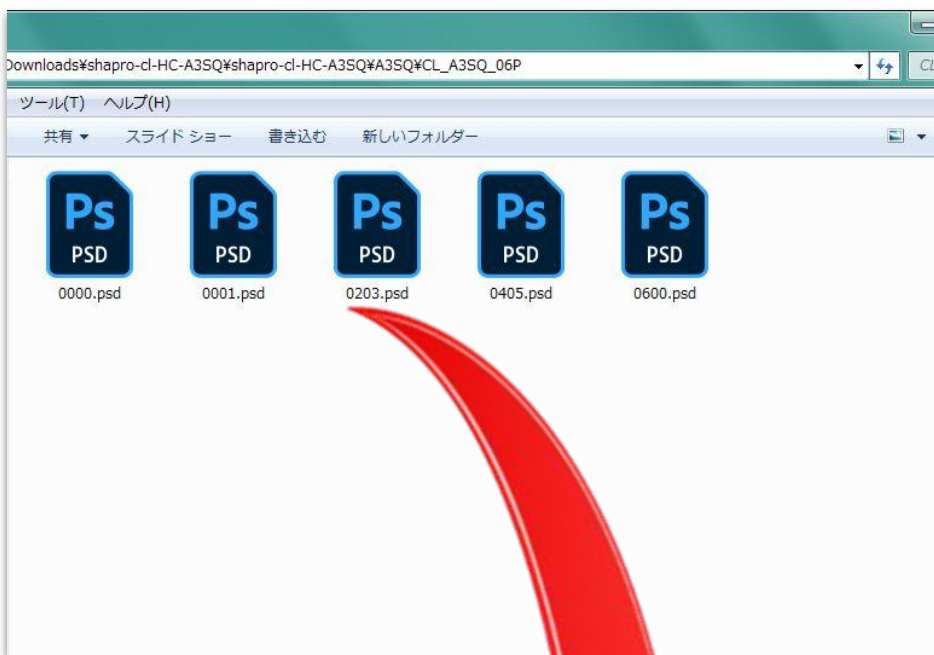 Downloads¥shapro-cl-HC-A3SQ¥shapro-cl-HC-A3SQ¥A3SQ¥CL_A3SQ_06P
CL
ツール(T) ヘルプ(H)
共有 スライド ショー 書き込む 新しいフォルダー
Ps Ps Ps Ps Ps
PSD PSD PSD PSD PSD
0000.psd 0001.psd 0203.psd 0405.psd 0600.psd